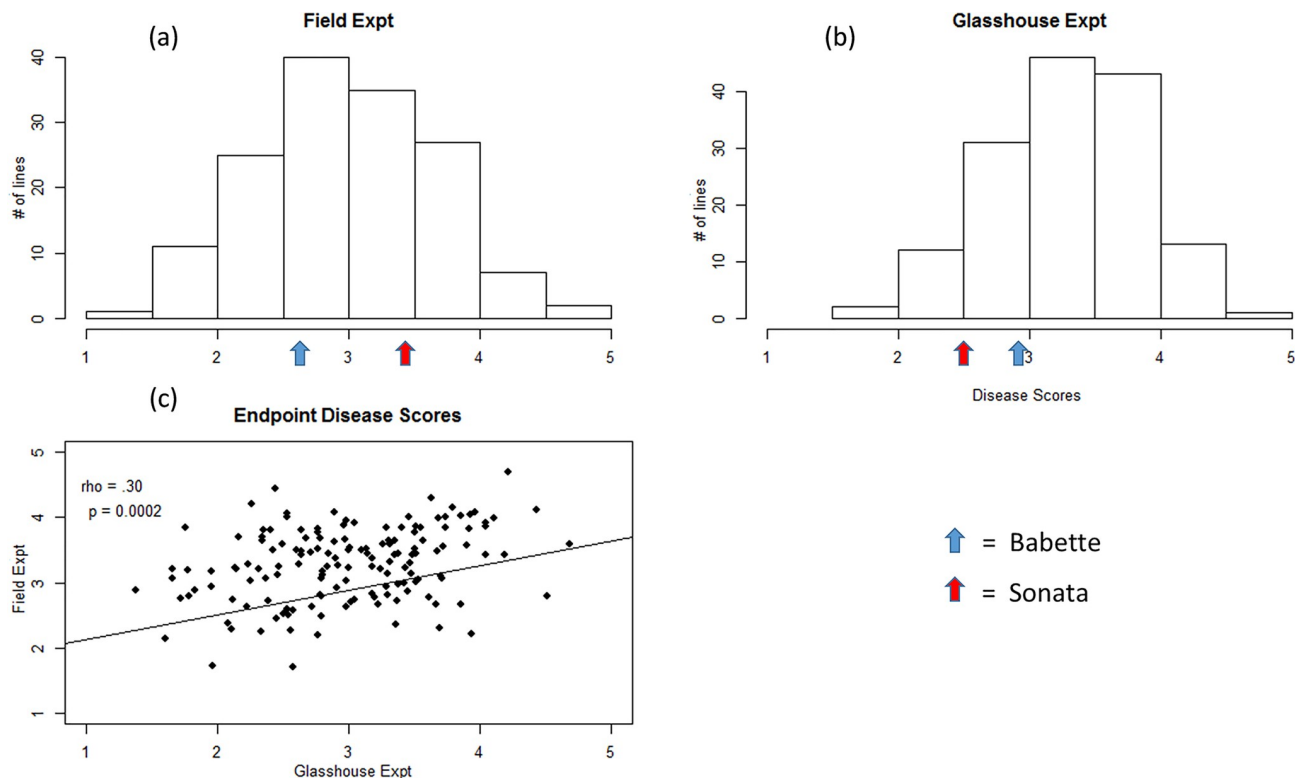 (a)
Field Expt
# of lines
0
10
20
30
40
1
2
3
4
5
(b)
Glasshouse Expt
# of lines
0
10
20
30
40
1
2
3
4
5
Disease Scores
(c)
Endpoint Disease Scores
rho = .30
p = 0.0002
Field Expt
1
2
3
4
5
1
2
3
4
5
Glasshouse Expt
= Babette
= Sonata